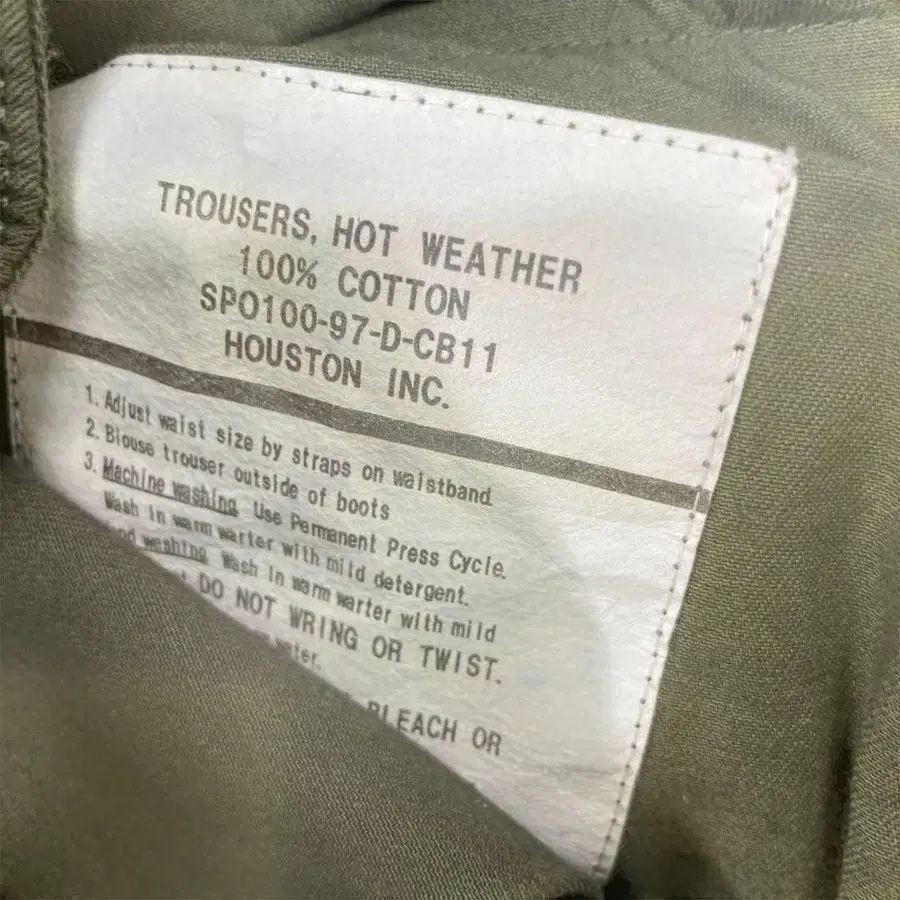 TROUSERS, HOT WEATHER
100% COTTON
SPO100-97-D-CB11
HOUSTON INC.
1. Adjust waist size by straps on waistband.
2. Blouse trouser outside of boots
3. Machine washing Use Permanent Press Cycle.
Wash in warm warter with mild detergent.
washing Wash in warm warter with mild
DO NOT WRING OR TWIST.
BLEACH OR